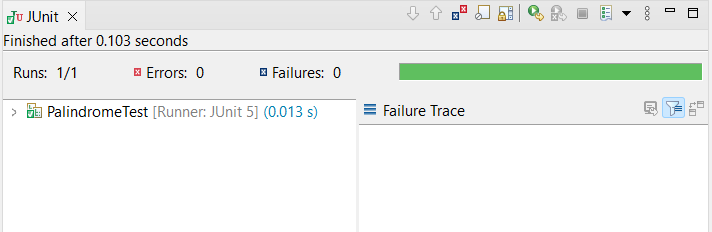 JUnit
Finished after 0.103 seconds
Runs: 1/1 Errors: 0 Failures: 0
PalindromeTest [Runner: JUnit 5] (0.013 s)
Failure Trace